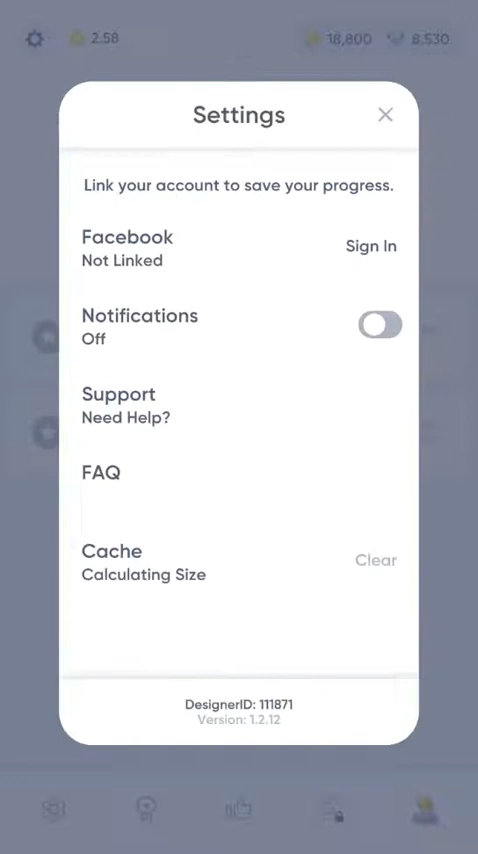 2.58
18,800
8,530
Settings
Link your account to save your progress.
Facebook
Not Linked
Sign In
Notifications
Off
Support
Need Help?
FAQ
Cache
Calculating Size
Clear
DesignerID: 111871
Version: 1.2.12